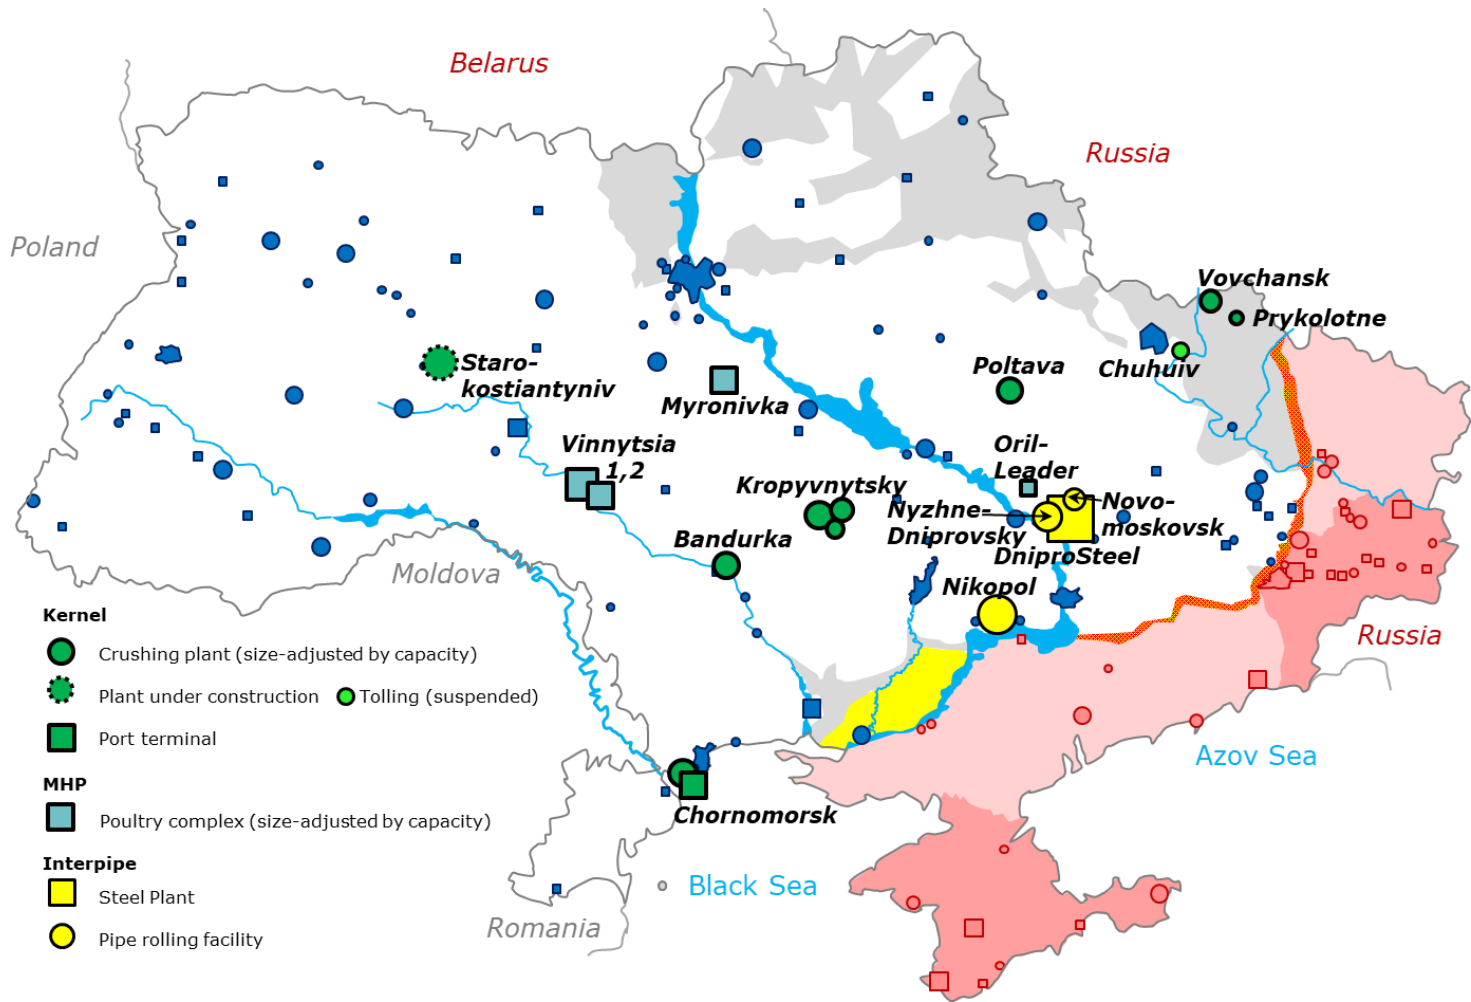 Belarus
Russia
Poland
Vovchansk
Prykolotne
Chuhuiv
Staro-
kostiantyniv
Poltava
Myronivka
Vinnytsia
1,2
Oril-
Leader
Kropyvnytsky
Nyzhne-
Dniprovsky
Novo-
moskovsk
DniproSteel
Bandurka
Moldova
Nikopol
Russia
Kernel
Crushing plant (size-adjusted by capacity)
Plant under construction
Tolling (suspended)
Port terminal
MHP
Poultry complex (size-adjusted by capacity)
Interpipe
Steel Plant
Pipe rolling facility
Azov Sea
Chornomorsk
Black Sea
Romania